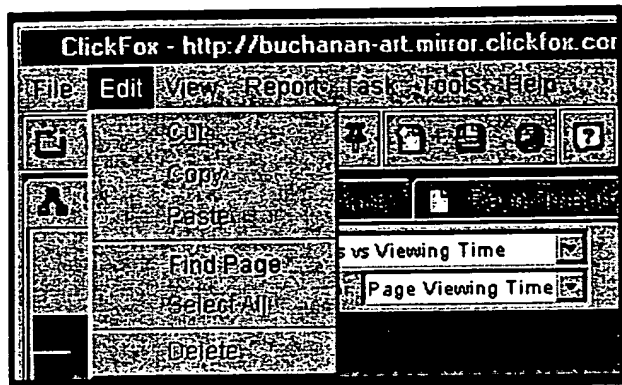 ClickFox - http://buchanan-art.mirror.clickfox.cor
File Edit View Report Task Tools Help
Cut
Copy
Paste
Find Page
s vs Viewing Time
Select All
Page Viewing Time
Delete